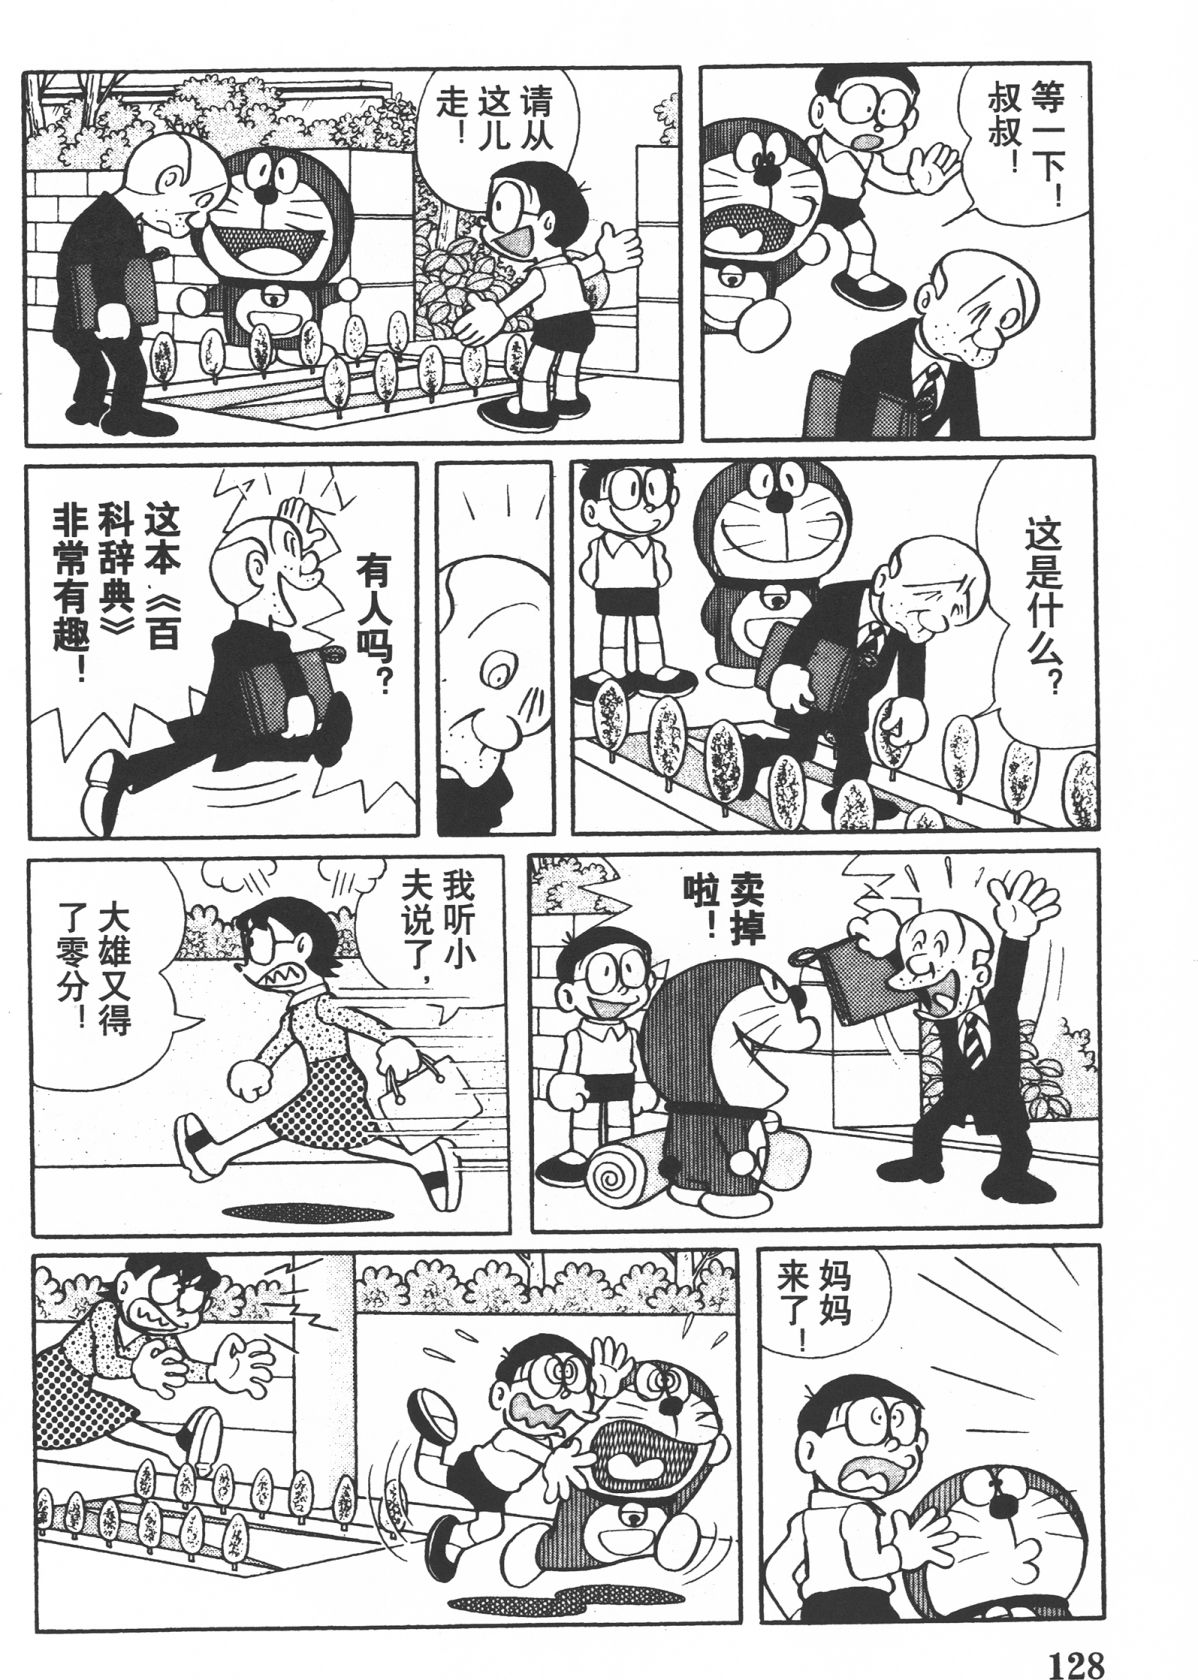 等一下！
叔叔！
请从
这儿
走！
这是什么？
有人吗？
这本《百
科辞典》
非常有趣！
卖掉
啦！
我听小
夫说了，
大雄又得
了零分！
妈妈
来了！
128